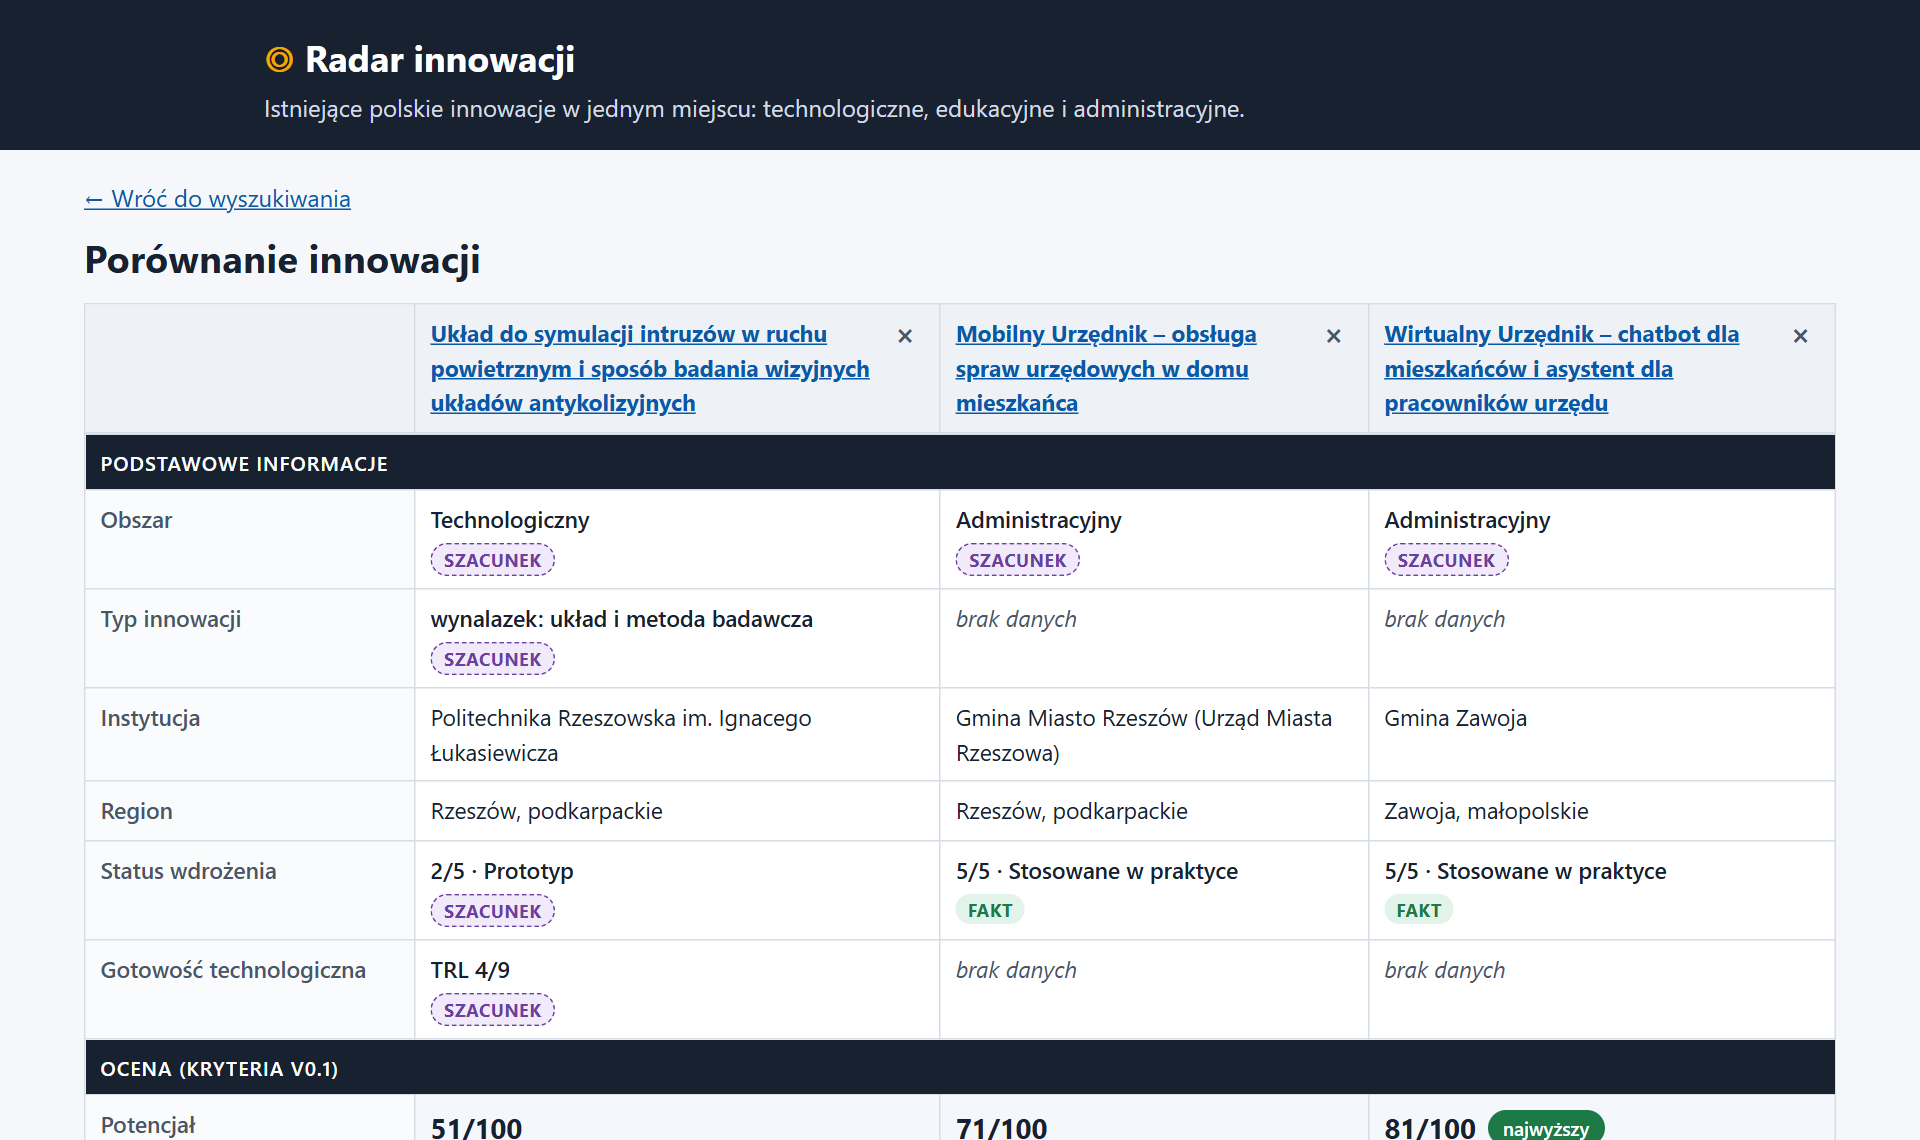 Radar innowacji
Istniejące polskie innowacje w jednym miejscu: technologiczne, edukacyjne i administracyjne.
← Wróć do wyszukiwania
Porównanie innowacji
Układ do symulacji intruzów w ruchu
powietrznym i sposób badania wizyjnych
układów antykolizyjnych
×
Mobilny Urzędnik – obsługa
spraw urzędowych w domu
mieszkańca
×
Wirtualny Urzędnik – chatbot dla
mieszkańców i asystent dla
pracowników urzędu
×
PODSTAWOWE INFORMACJE
Obszar
Technologiczny
SZACUNEK
Administracyjny
SZACUNEK
Administracyjny
SZACUNEK
Typ innowacji
wynalazek: układ i metoda badawcza
SZACUNEK
brak danych
brak danych
Instytucja
Politechnika Rzeszowska im. Ignacego
Łukasiewicza
Gmina Miasto Rzeszów (Urząd Miasta
Rzeszowa)
Gmina Zawoja
Region
Rzeszów, podkarpackie
Rzeszów, podkarpackie
Zawoja, małopolskie
Status wdrożenia
2/5 · Prototyp
SZACUNEK
5/5 · Stosowane w praktyce
FAKT
5/5 · Stosowane w praktyce
FAKT
Gotowość technologiczna
TRL 4/9
SZACUNEK
brak danych
brak danych
OCENA (KRYTERIA V0.1)
Potencjał
51/100
71/100
81/100 najwyższy